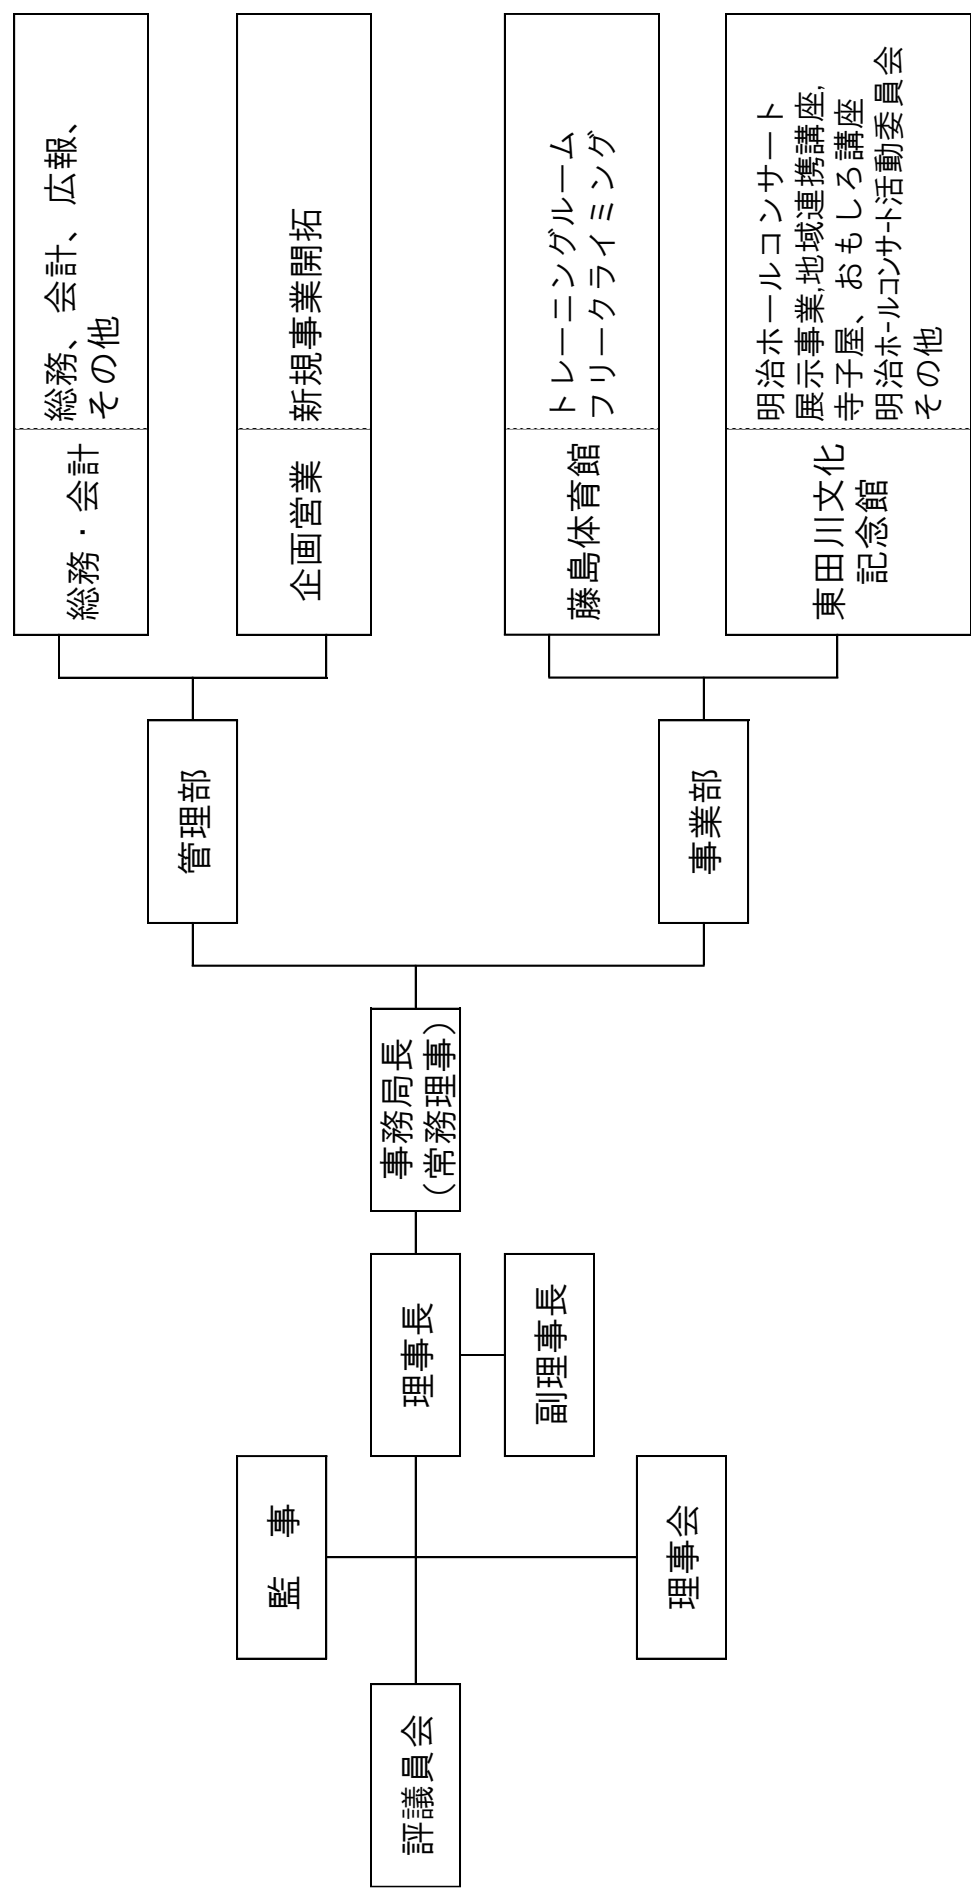 評議員会
監　事
理事会
理事長
副理事長
事務局長
（常務理事）
管理部
事業部
総務・会計
総務、会計、広報、
その他
企画営業
新規事業開拓
藤島体育館
トレーニングルーム
フリークライミング
東田川文化
記念館
明治ホールコンサート
展示事業,地域連携講座,
寺子屋、おもしろ講座
明治ホールコンサート活動委員会
その他